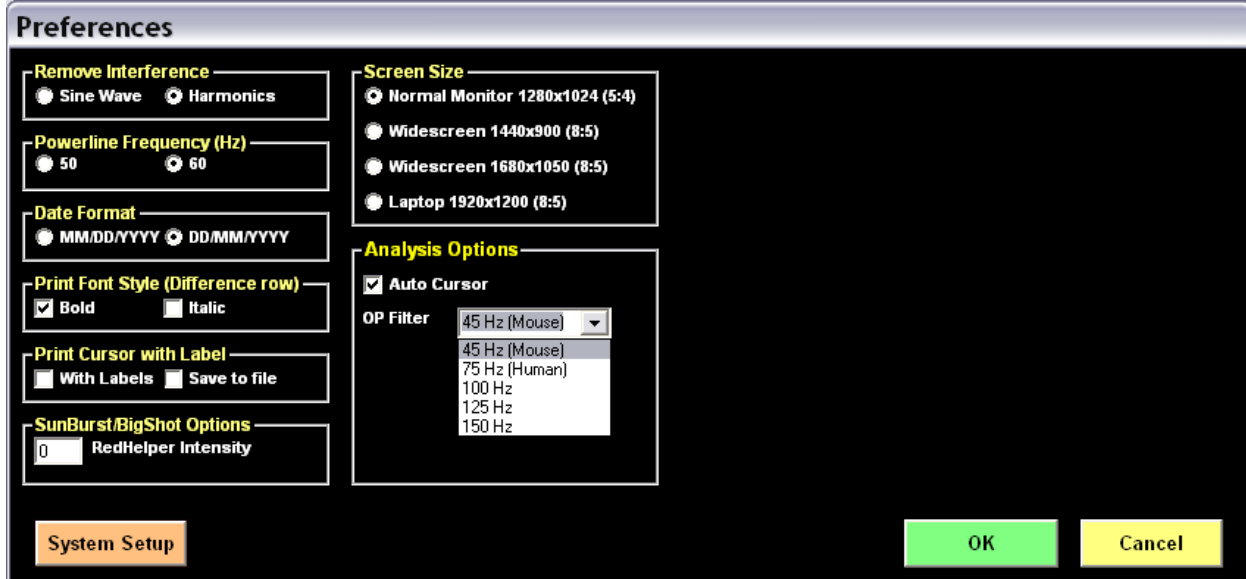 Preferences
Remove Interference
Sine Wave Harmonics
Powerline Frequency (Hz)
50 60
Date Format
MM/DD/YYYY DD/MM/YYYY
Print Font Style (Difference row)
Bold Italic
Print Cursor with Label
With Labels Save to file
SunBurst/BigShot Options
0 RedHelper Intensity
Screen Size
Normal Monitor 1280x1024 (5:4)
Widescreen 1440x900 (8:5)
Widescreen 1680x1050 (8:5)
Laptop 1920x1200 (8:5)
Analysis Options
Auto Cursor
OP Filter 45 Hz (Mouse)
45 Hz (Mouse)
75 Hz (Human)
100 Hz
125 Hz
150 Hz
System Setup
OK
Cancel